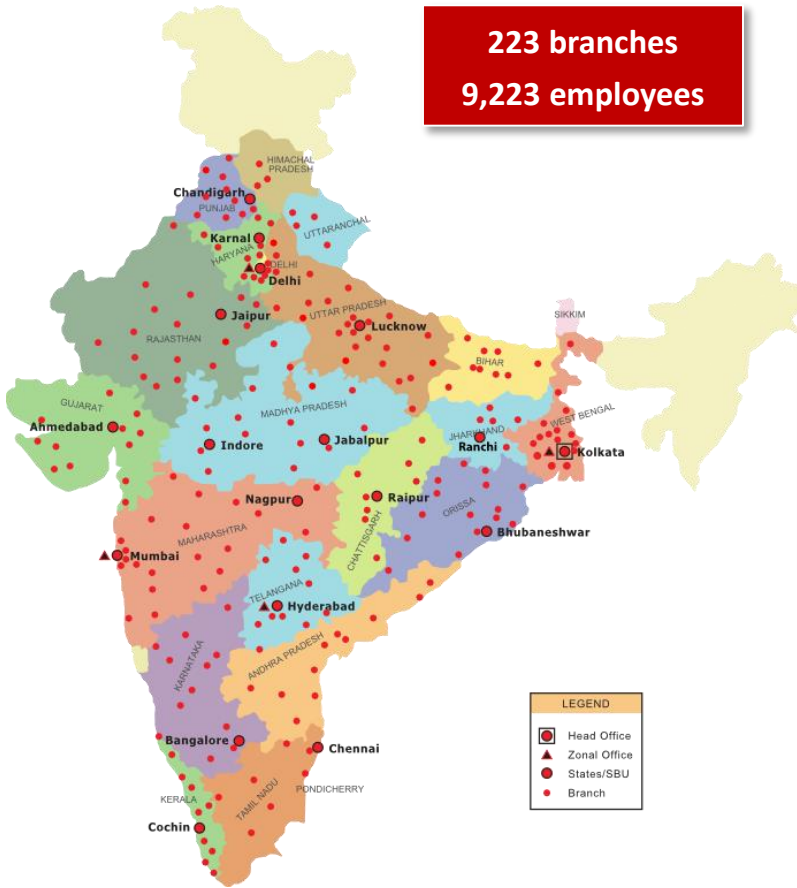 223 branches
9,223 employees
HIMACHAL
PRADESH
Chandigarh
PUNJAB
UTTARANCHAL
Karnal
HARYANA
DELHI
Delhi
Jaipur
UTTAR PRADESH
Lucknow
SIKKIM
RAJASTHAN
BIHAR
GUJARAT
MADHYA PRADESH
WEST BENGAL
Ahmedabad
JHARKHAND
Indore
Jabalpur
Ranchi
Kolkata
Nagpur
Raipur
ORISSA
MAHARASHTRA
CHATTISGARH
Bhubaneshwar
Mumbai
TELANGANA
Hyderabad
KARNATAKA
ANDHRA PRADESH
LEGEND
Head Office
Zonal Office
States/SBU
Branch
Bangalore
Chennai
PONDICHERRY
KERALA
TAMIL NADU
Cochin